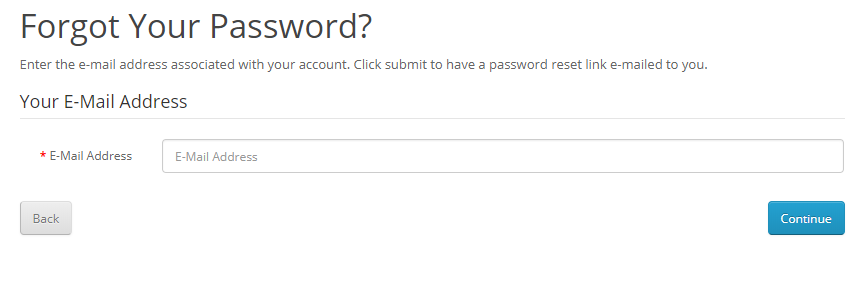 Forgot Your Password?
Enter the e-mail address associated with your account. Click submit to have a password reset link e-mailed to you.
Your E-Mail Address
* E-Mail Address
E-Mail Address
Back
Continue